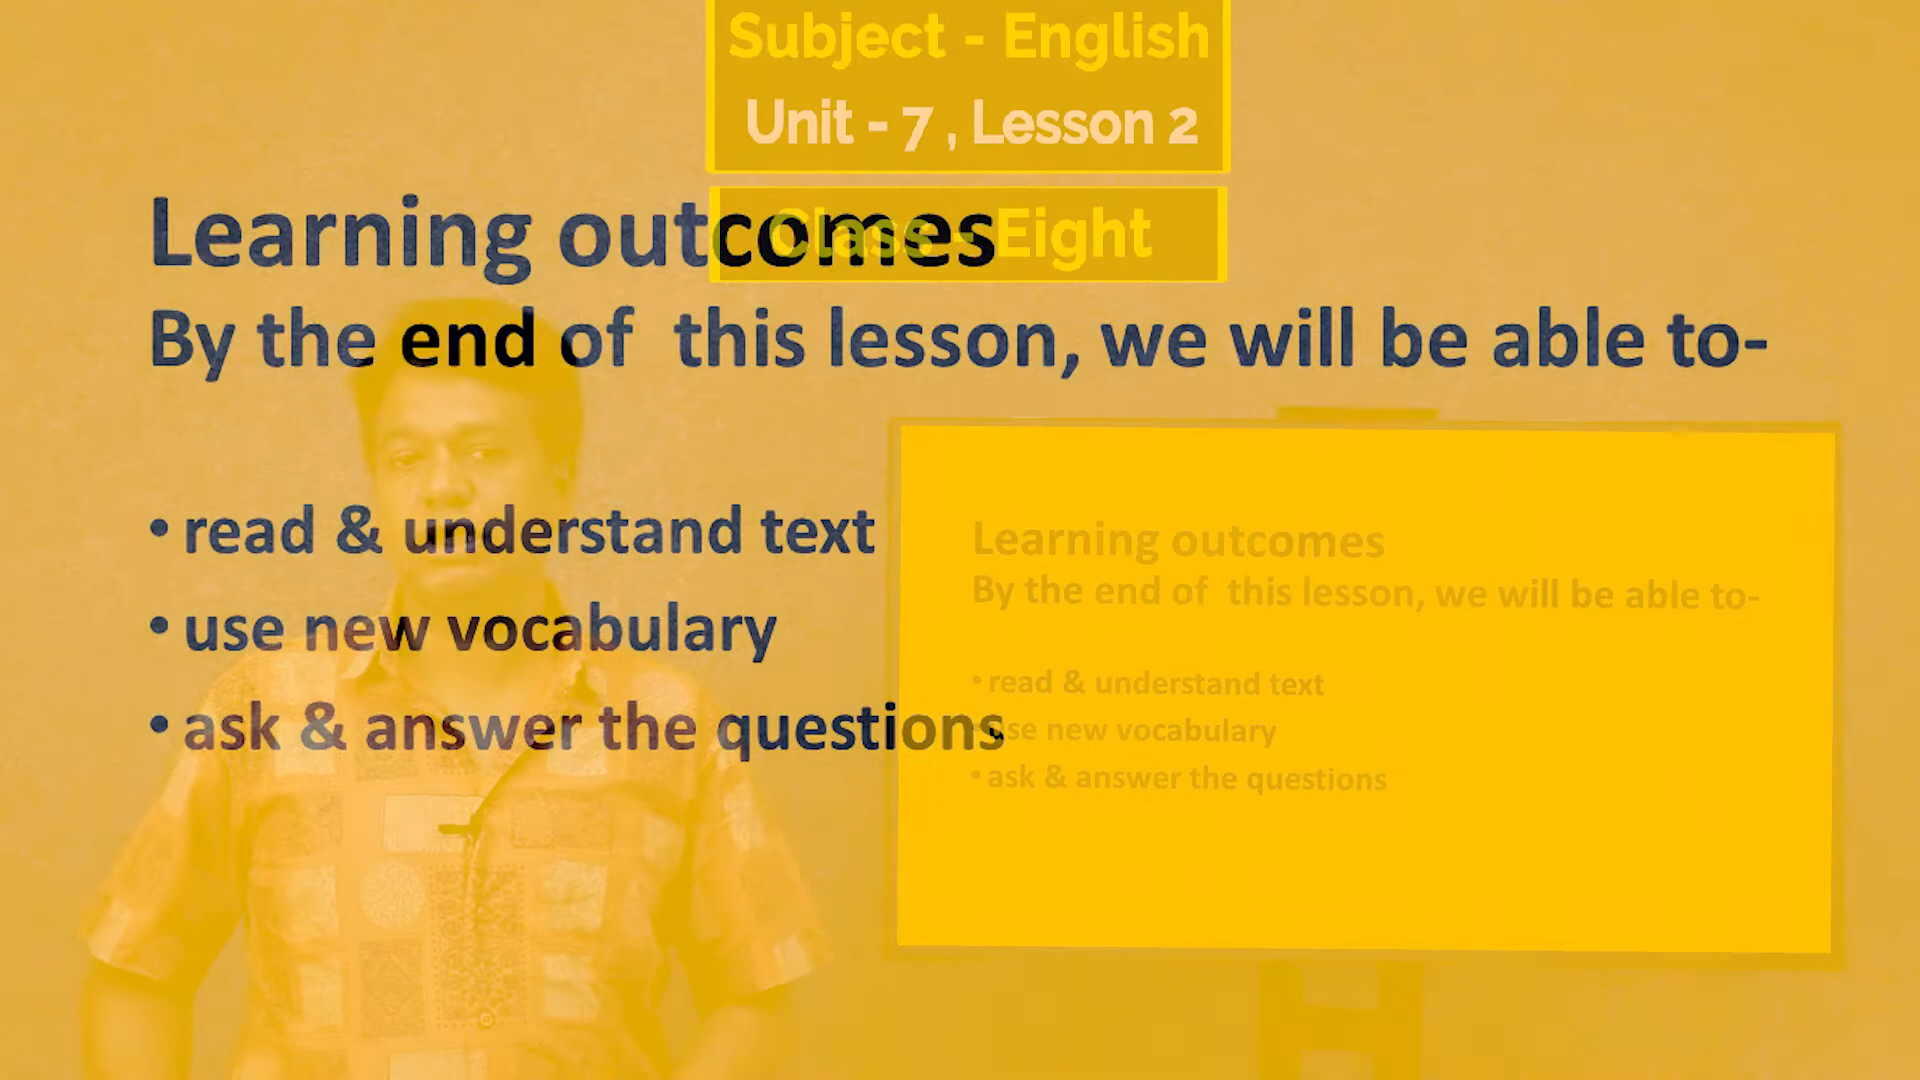 Subject - English
Unit - 7 , Lesson 2
Class - Eight
Learning outcomes
By the end of this lesson, we will be able to-
• read & understand text
• use new vocabulary
• ask & answer the questions
Learning outcomes
By the end of this lesson, we will be able to-
• read & understand text
• use new vocabulary
• ask & answer the questions